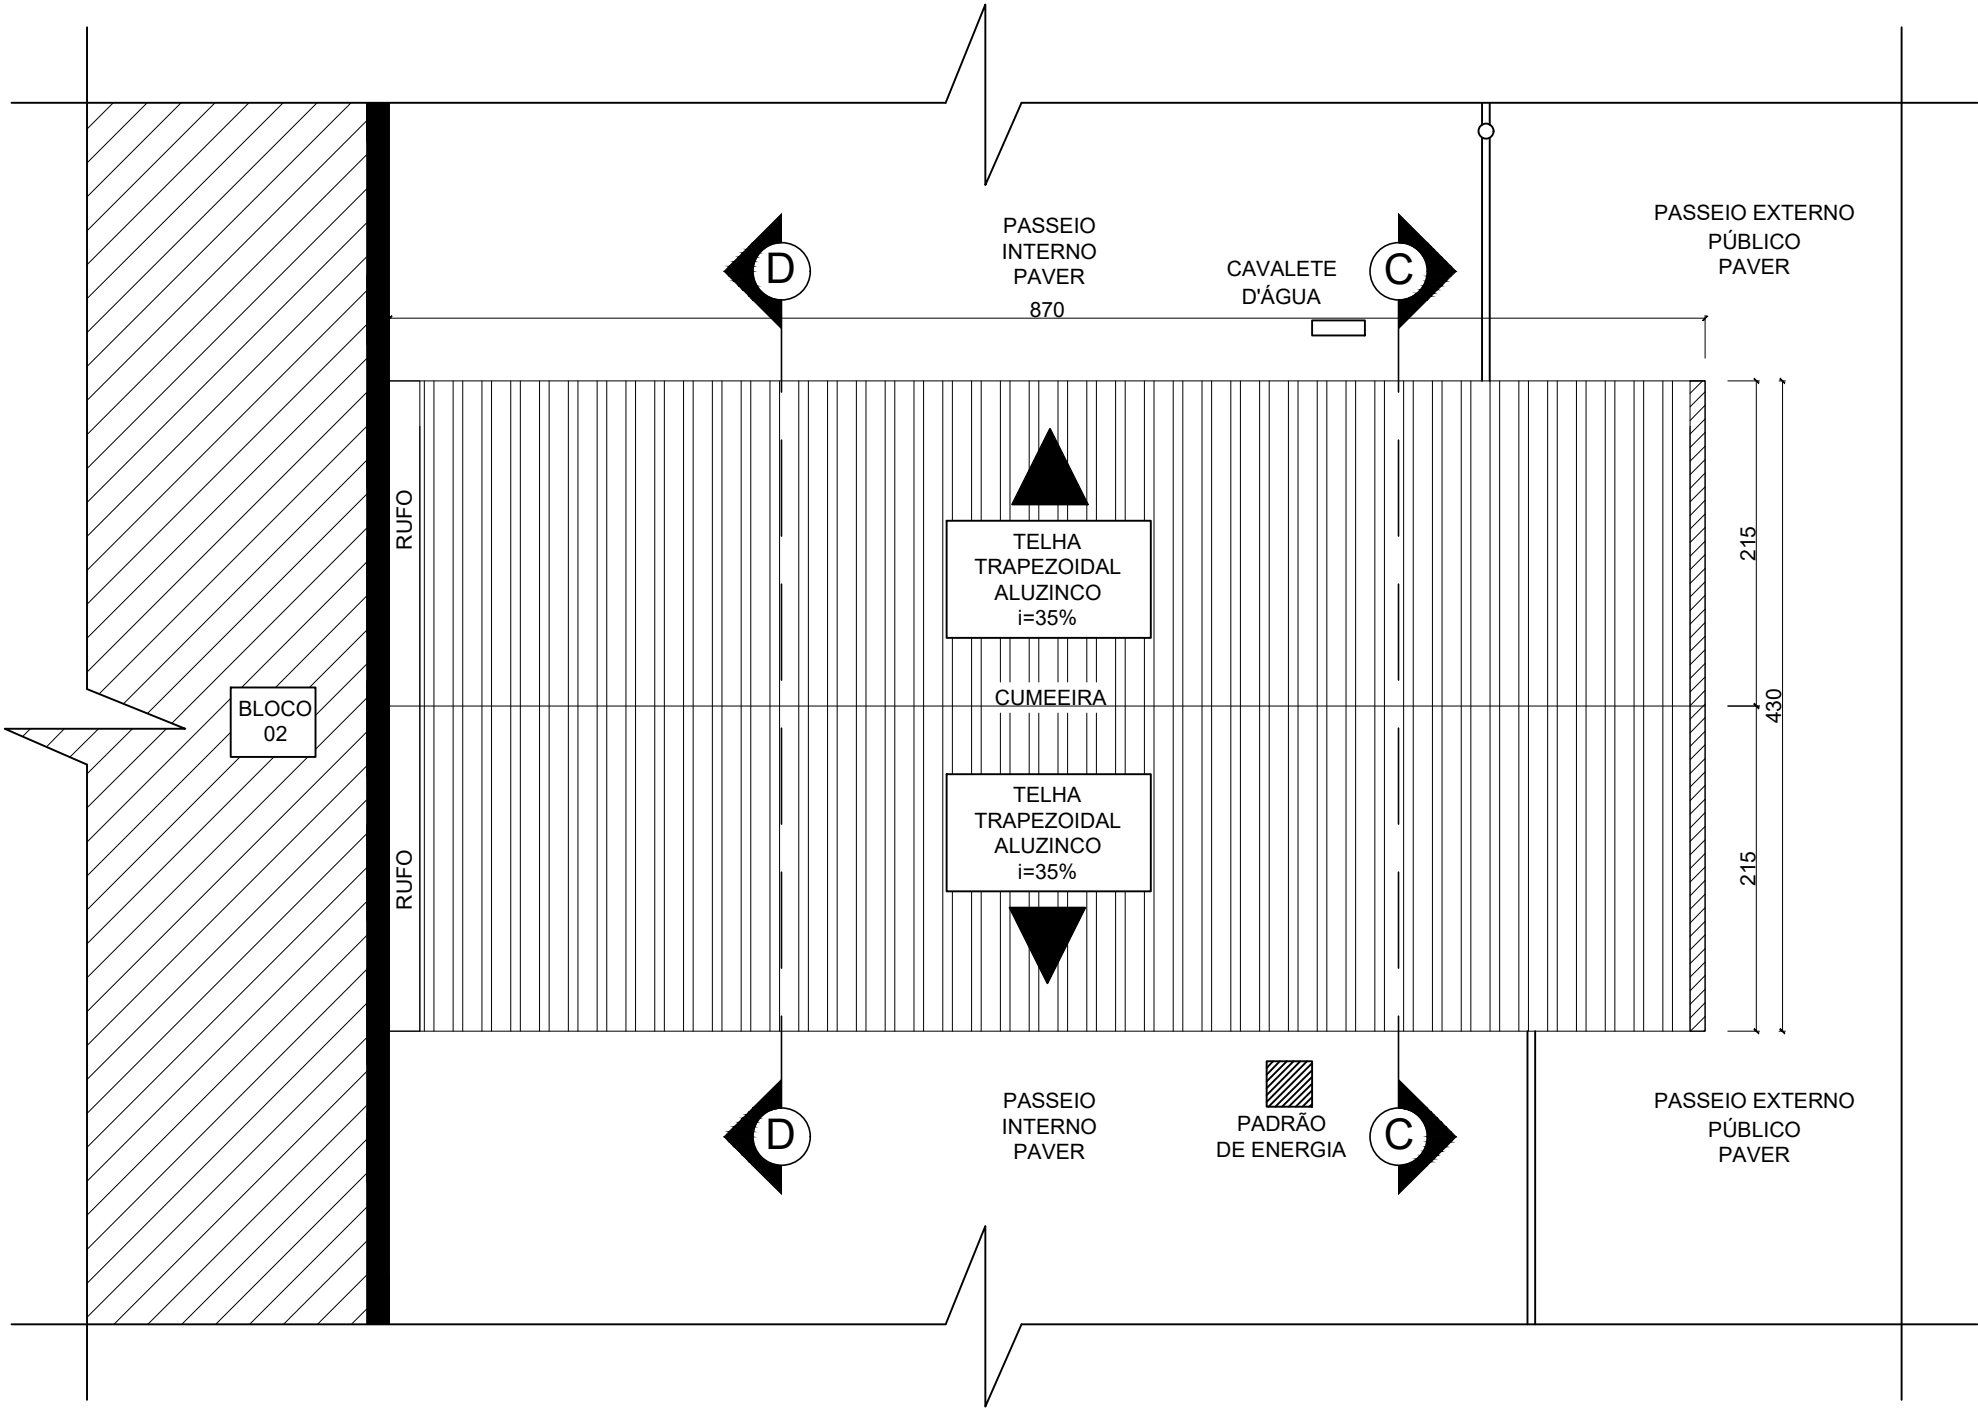 PASSEIO EXTERNO
PÚBLICO
PAVER
PASSEIO
INTERNO
PAVER
870
CAVALETE
D'ÁGUA
D
C
RUFO
TELHA
TRAPEZOIDAL
ALUZINCO
i=35%
215
CUMEEIRA
BLOCO
02
430
TELHA
TRAPEZOIDAL
ALUZINCO
i=35%
RUFO
215
PASSEIO
INTERNO
PAVER
PADRÃO
DE ENERGIA
D
C
PASSEIO EXTERNO
PÚBLICO
PAVER